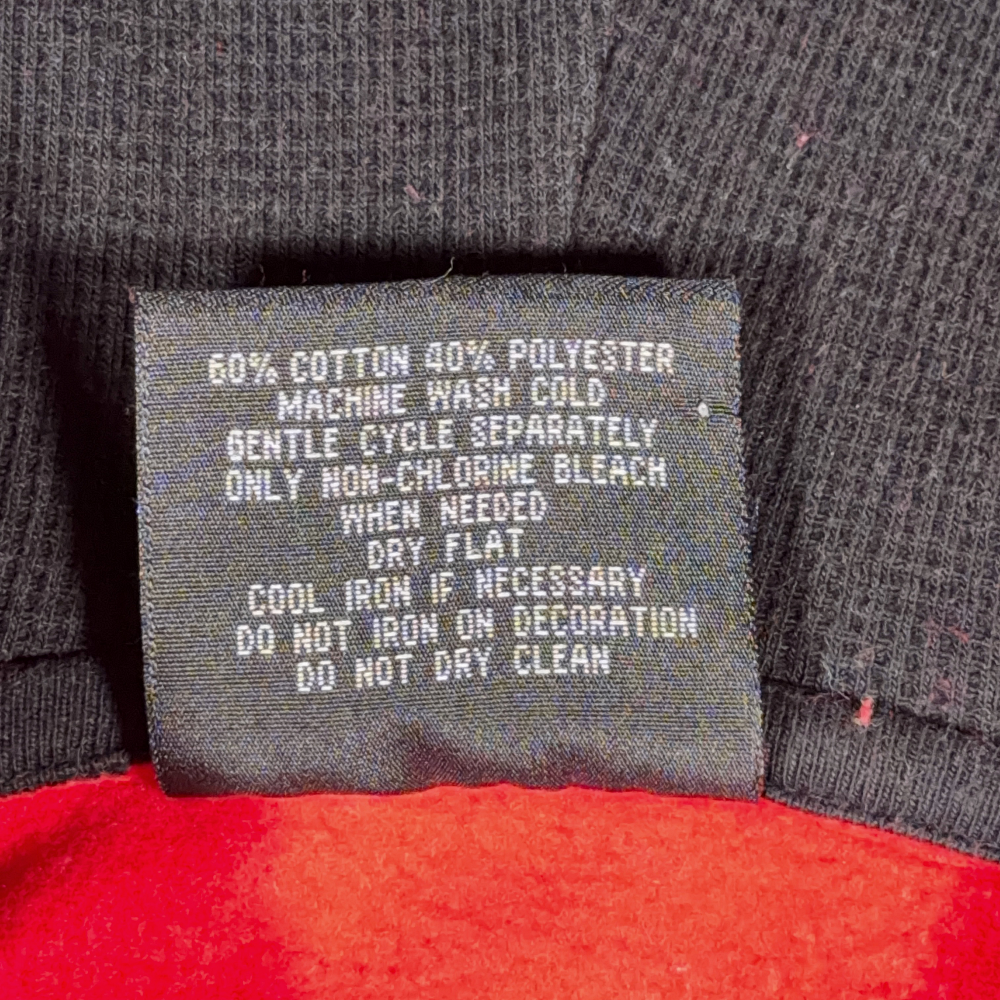 60% COTTON 40% POLYESTER
MACHINE WASH COLD
GENTLE CYCLE SEPARATELY
ONLY NON-CHLORINE BLEACH
WHEN NEEDED
DRY FLAT
COOL IRON IF NECESSARY
DO NOT IRON ON DECORATION
DO NOT DRY CLEAN